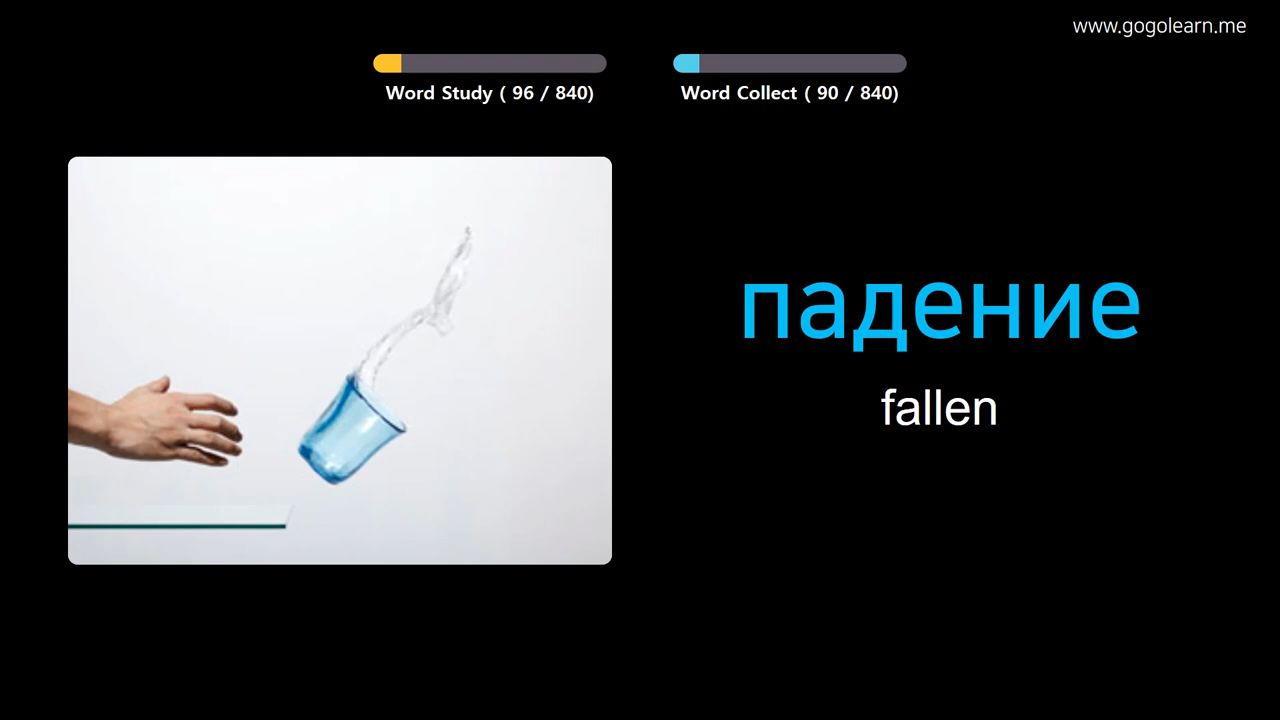 www.gogolearn.me
Word Study ( 96 / 840)
Word Collect ( 90 / 840)
падение
fallen